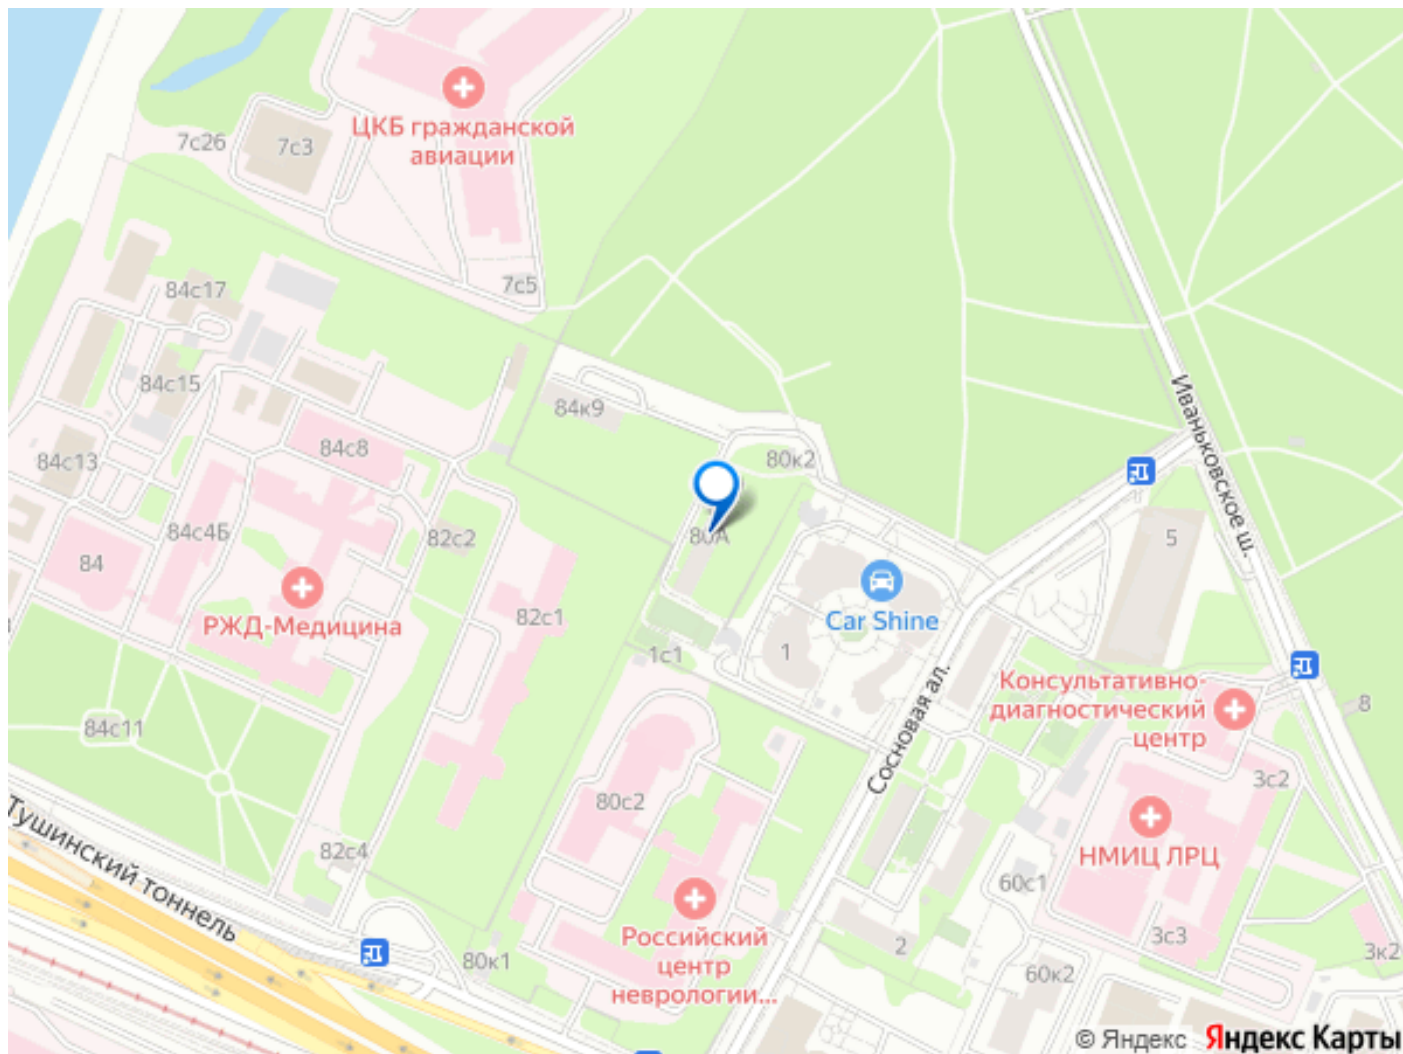 ЦКБ гражданской
авиации
7с26
7с3
7с5
84с17
84с15
84к9
84с8
84с13
80к2
84с4Б
82с2
80А
84
5
РЖД-Медицина
82с1
Car Shine
1с1
1
Иваньковское ш.
Консультативно-
диагностический
центр
8
84с11
Сосновая ал.
3с2
80с2
НМИЦ ЛРЦ
Тушинский тоннель
82с4
60с1
Российский
центр
неврологии...
2
3с3
3к2
80к1
60к2
© Яндекс Яндекс Карты